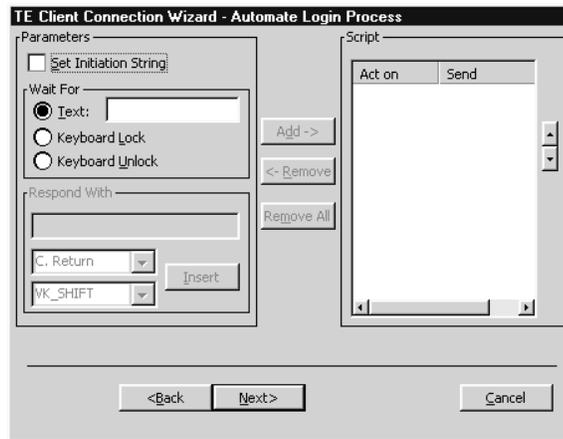 TE Client Connection Wizard - Automate Login Process
Parameters
Set Initiation String
Wait For
Text:
Keyboard Lock
Keyboard Unlock
Respond With
C. Return
VK_SHIFT
Insert
Add ->
<- Remove
Remove All
Script
Act on Send
<Back Next> Cancel